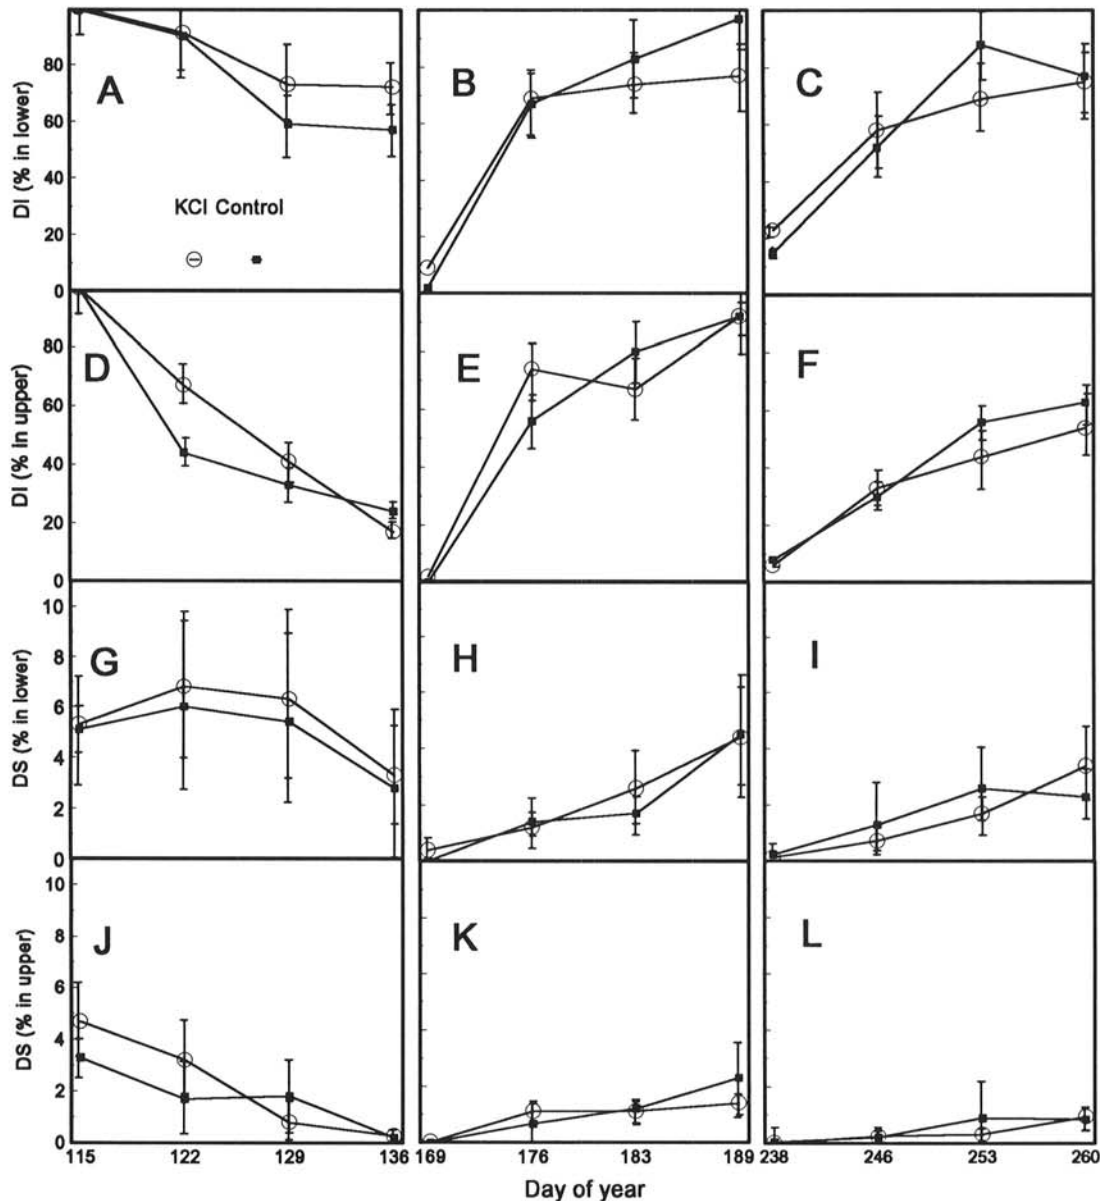 A
B
C
DI (% in lower)
80
60
40
20
0
KCl Control
D
E
F
DI (% in upper)
80
60
40
20
0
G
H
I
DS (% in lower)
10
8
6
4
2
0
J
K
L
DS (% in upper)
10
8
6
4
2
0
115 122 129 136 169 176 183 189 238 246 253 260
Day of year